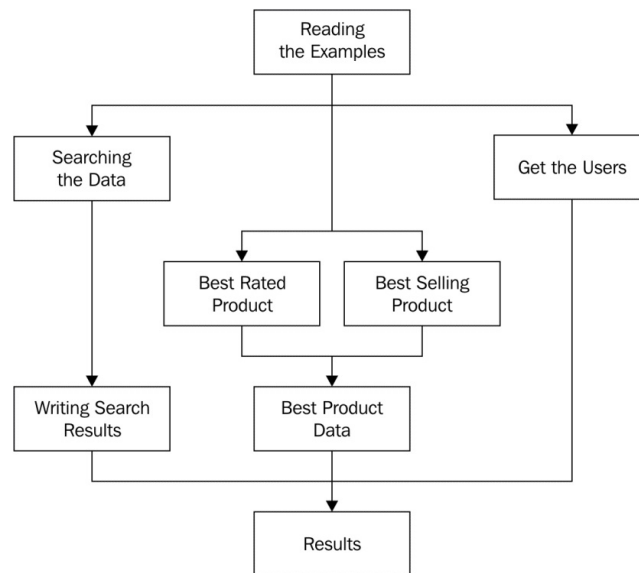 Reading
the Examples
Searching
the Data
Get the Users
Best Rated
Product
Best Selling
Product
Writing Search
Results
Best Product
Data
Results